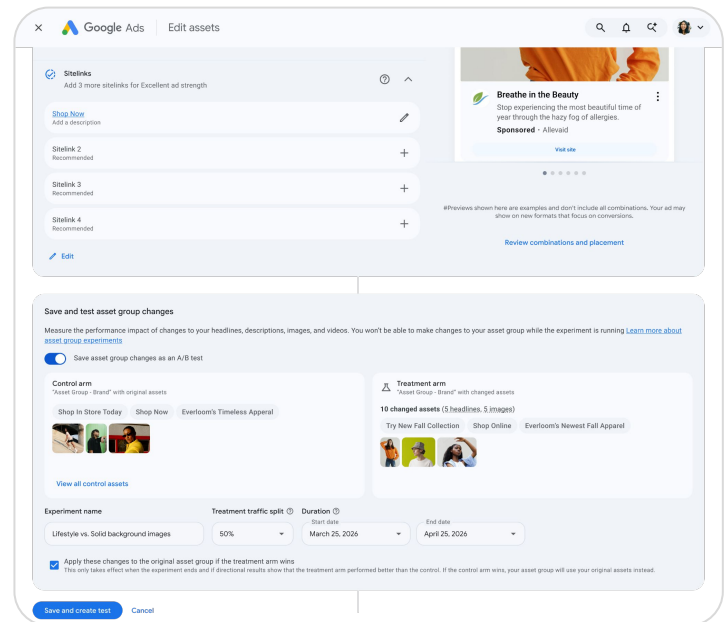 Google Ads
Edit assets
Sitelinks
Add 3 more sitelinks for Excellent ad strength
Shop Now
Add a description
Sitelink 2
Recommended
Sitelink 3
Recommended
Sitelink 4
Recommended
Edit
Breathe in the Beauty
Stop experiencing the most beautiful time of
year through the hazy fog of allergies.
Sponsored • Allevaid
Visit site
#Previews shown here are examples and don't include all combinations. Your ad may
show on new formats that focus on conversions.
Review combinations and placement
Save and test asset group changes
Measure the performance impact of changes to your headlines, descriptions, images, and videos. You won't be able to make changes to your asset group while the experiment is running Learn more about
asset group experiments
Save asset group changes as an A/B test
Control arm
"Asset Group - Brand" with original assets
Shop In Store Today
Shop Now
Everloom's Timeless Apperal
View all control assets
Treatment arm
"Asset Group - Brand" with changed assets
10 changed assets (5 headlines, 5 images)
Try New Fall Collection
Shop Online
Everloom's Newest Fall Apparel
Experiment name
Treatment traffic split
Duration
Lifestyle vs. Solid background images
50%
Start date
March 25, 2026
End date
April 25, 2026
Apply these changes to the original asset group if the treatment arm wins
This only takes effect when the experiment ends and if directional results show that the treatment arm performed better than the control. If the control arm wins, your asset group will use your original assets instead.
Save and create test
Cancel